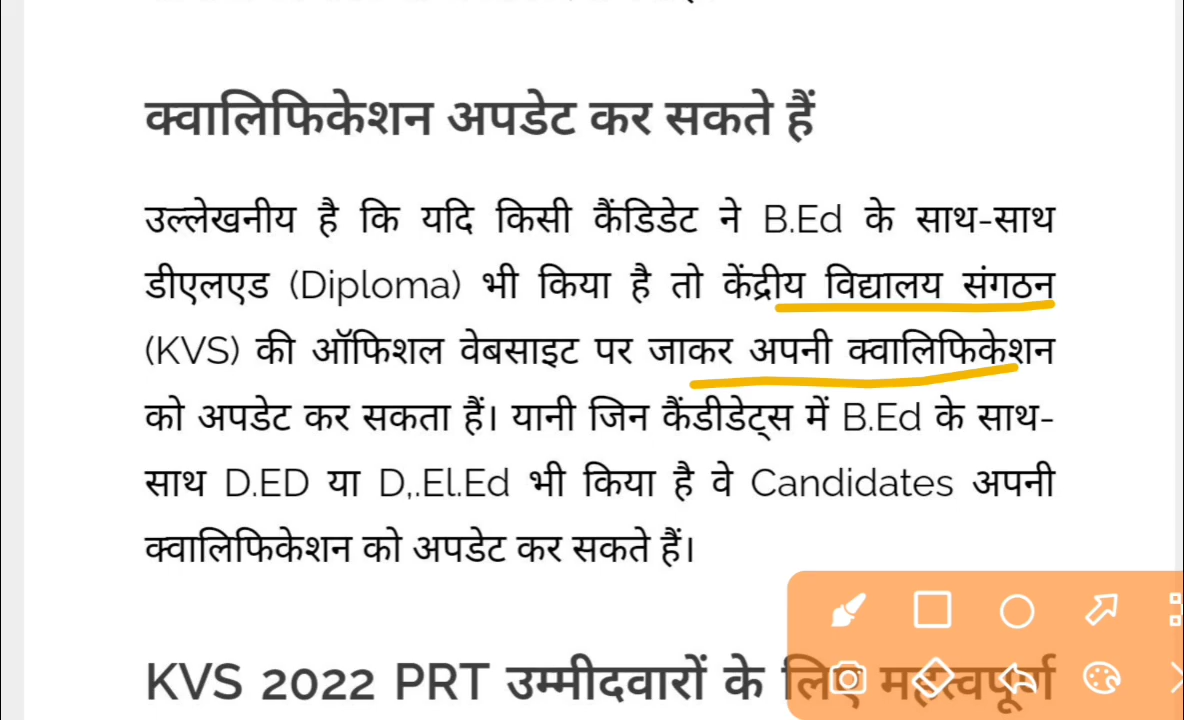 क्वालिफिकेशन अपडेट कर सकते हैं
उल्लेखनीय है कि यदि किसी कैंडिडेट ने B.Ed के साथ-साथ
डीएलएड (Diploma) भी किया है तो केंद्रीय विद्यालय संगठन
(KVS) की ऑफिशल वेबसाइट पर जाकर अपनी क्वालिफिकेशन
को अपडेट कर सकता हैं। यानी जिन कैंडीडेट्स में B.Ed के साथ-
साथ D.ED या D,.El.Ed भी किया है वे Candidates अपनी
क्वालिफिकेशन को अपडेट कर सकते हैं।
KVS 2022 PRT उम्मीदवारों के लिए महत्वपूर्ण